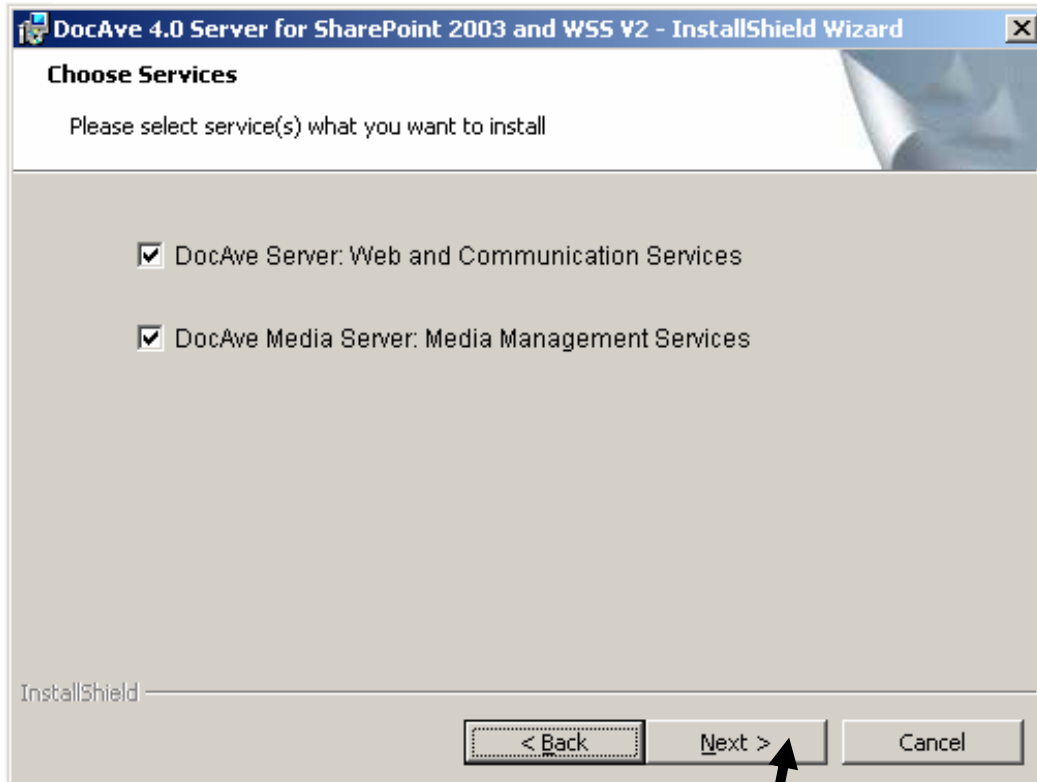 DocAve 4.0 Server for SharePoint 2003 and WSS V2 - InstallShield Wizard
Choose Services
Please select service(s) what you want to install
DocAve Server: Web and Communication Services
DocAve Media Server: Media Management Services
InstallShield
< Back Next > Cancel